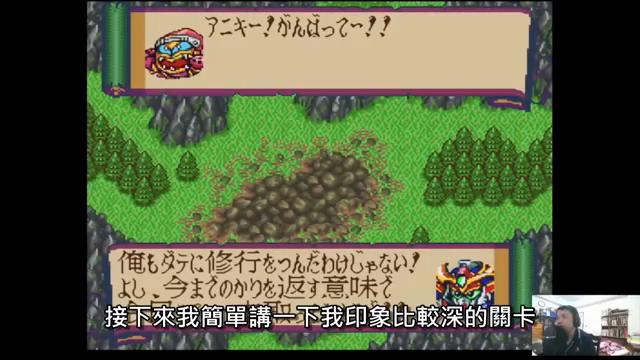 アニキー！がんばってー！！
俺もダテに修行をつんだわけじゃない！
よし、今までのかりを返す意味で
接下來我簡單講一下我印象比較深的關卡